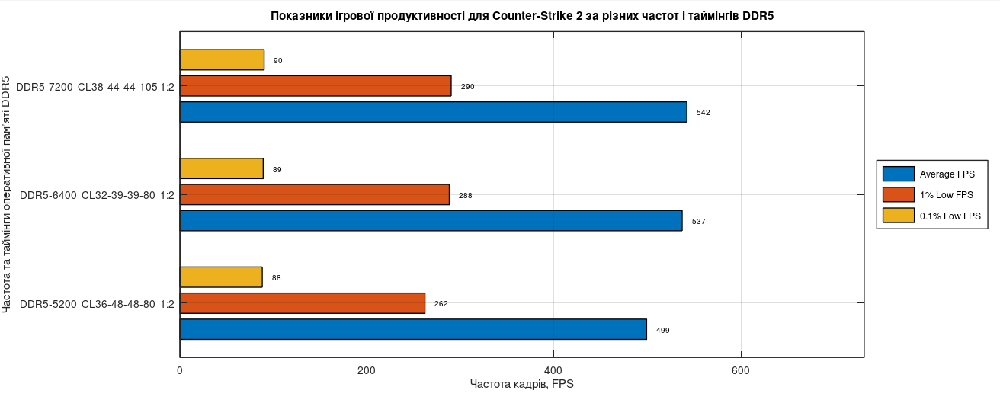 Показники ігрової продуктивності для Counter-Strike 2 за різних частот і таймінгів DDR5
Частота та таймінги оперативної пам'яті DDR5
DDR5-7200 CL38-44-44-105 1:2
90
290
542
DDR5-6400 CL32-39-39-80 1:2
89
288
537
DDR5-5200 CL36-48-48-80 1:2
88
262
499
0 200 400 600
Частота кадрів, FPS
Average FPS
1% Low FPS
0.1% Low FPS